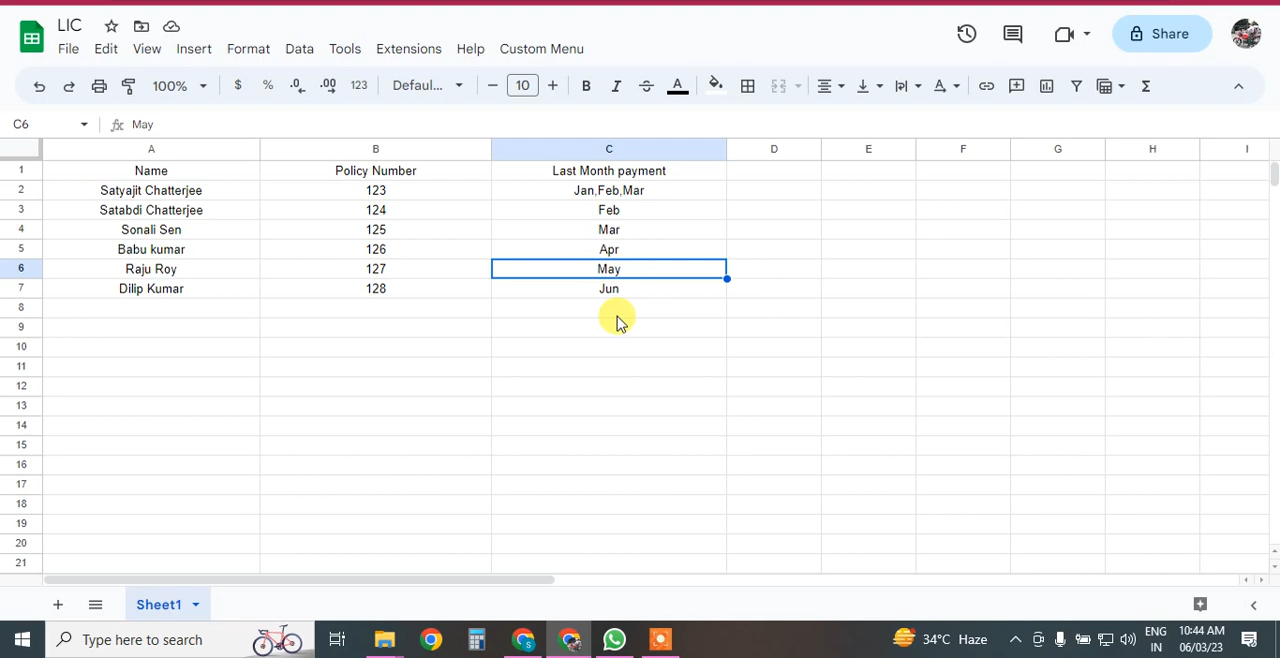 LIC
File Edit View Insert Format Data Tools Extensions Help Custom Menu
Share
100% $ % .0 .00 123 Defaul... 10 B I A
C6 fx May
A B C D E F G H I
1 Name Policy Number Last Month payment
2 Satyajit Chatterjee 123 Jan,Feb,Mar
3 Satabdi Chatterjee 124 Feb
4 Sonali Sen 125 Mar
5 Babu kumar 126 Apr
6 Raju Roy 127 May
7 Dilip Kumar 128 Jun
8
9
10
11
12
13
14
15
16
17
18
19
20
21
Sheet1
Type here to search
34°C Haze
ENG
IN
10:44 AM
06/03/23